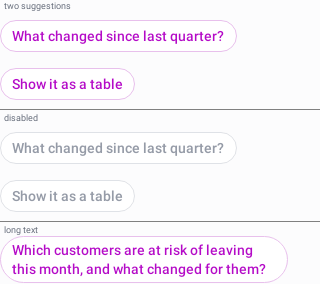 two suggestions
What changed since last quarter?
Show it as a table
disabled
What changed since last quarter?
Show it as a table
long text
Which customers are at risk of leaving
this month, and what changed for them?